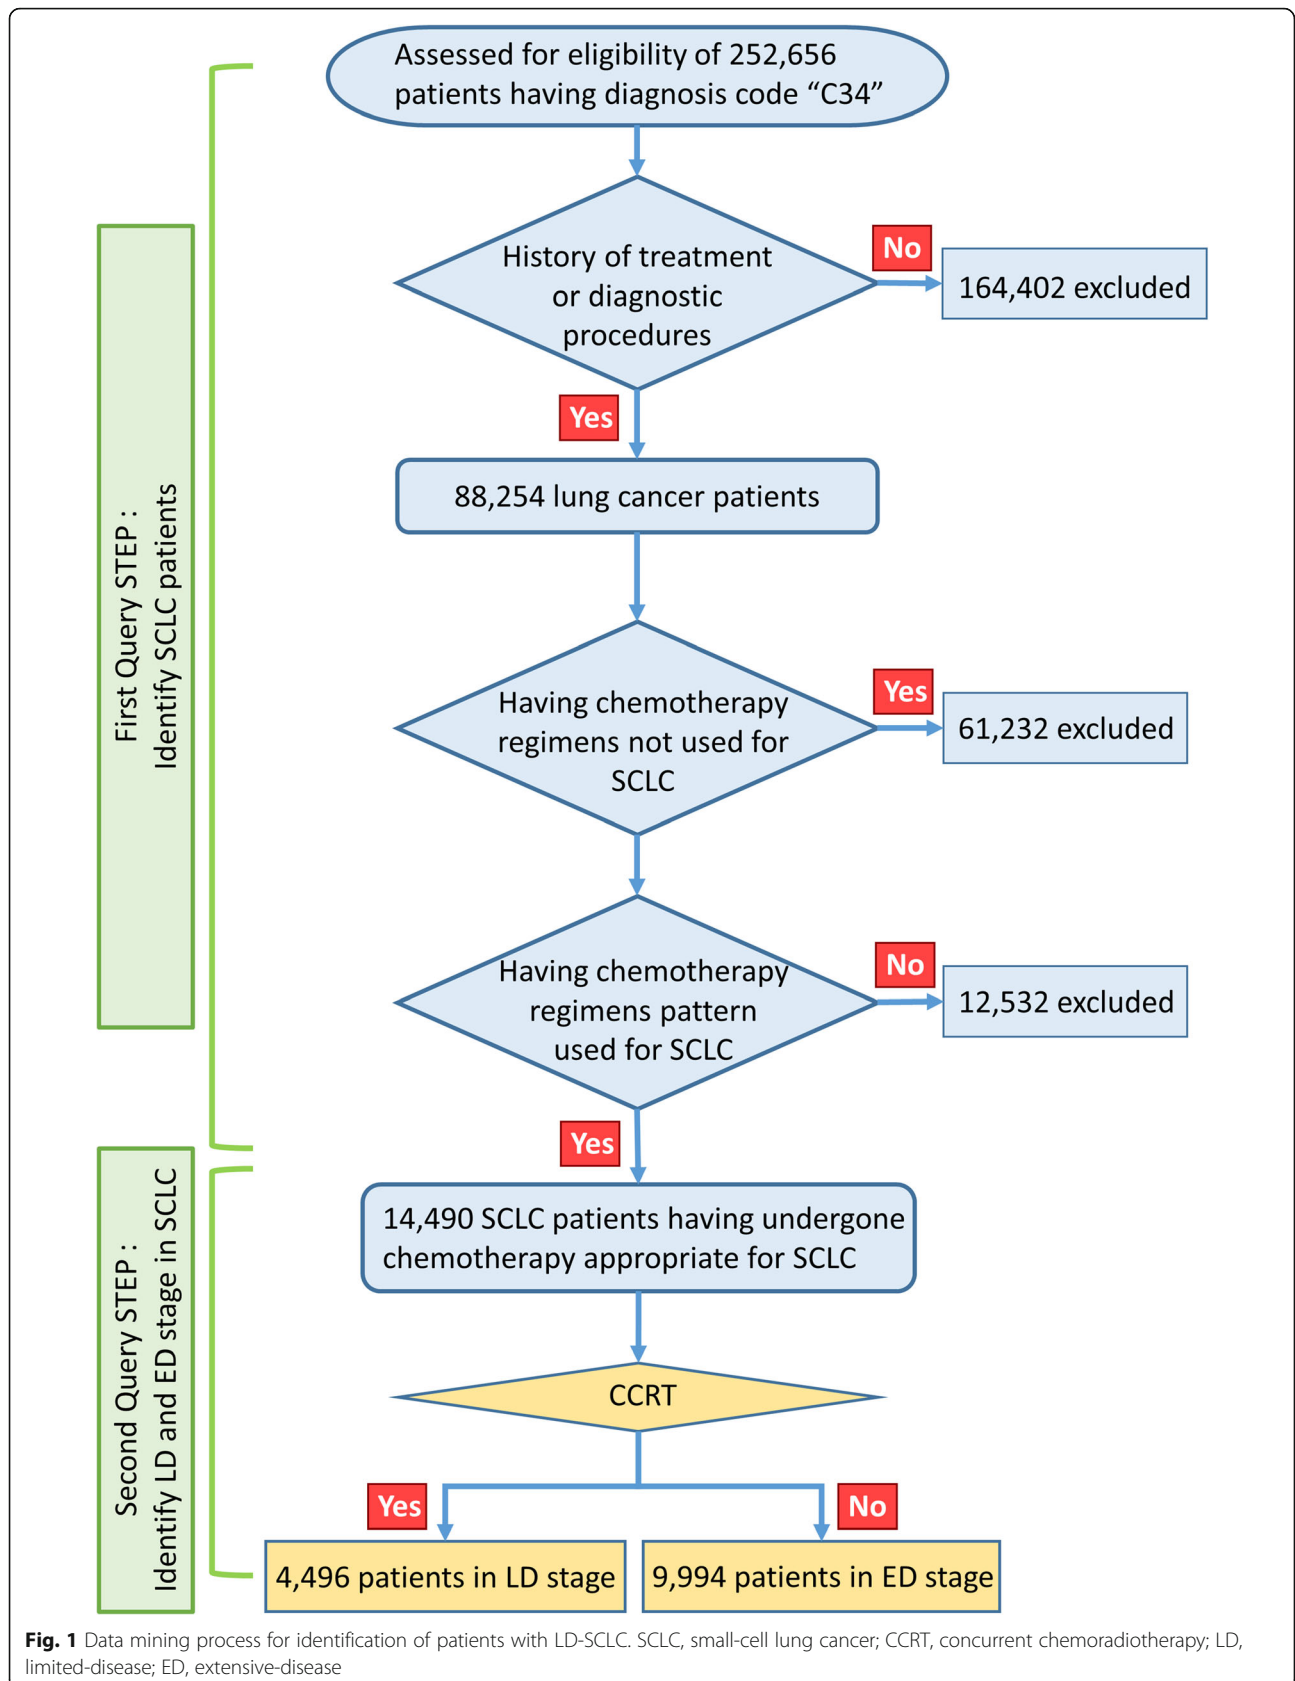 Assessed for eligibility of 252,656
patients having diagnosis code “C34”
History of treatment
or diagnostic
procedures
No
164,402 excluded
Yes
88,254 lung cancer patients
First Query STEP :
Identify SCLC patients
Having chemotherapy
regimens not used for
SCLC
Yes
61,232 excluded
Having chemotherapy
regimens pattern
used for SCLC
No
12,532 excluded
Yes
14,490 SCLC patients having undergone
chemotherapy appropriate for SCLC
Second Query STEP :
Identify LD and ED stage in SCLC
CCRT
Yes
No
4,496 patients in LD stage
9,994 patients in ED stage
Fig. 1 Data mining process for identification of patients with LD-SCLC. SCLC, small-cell lung cancer; CCRT, concurrent chemoradiotherapy; LD,
limited-disease; ED, extensive-disease